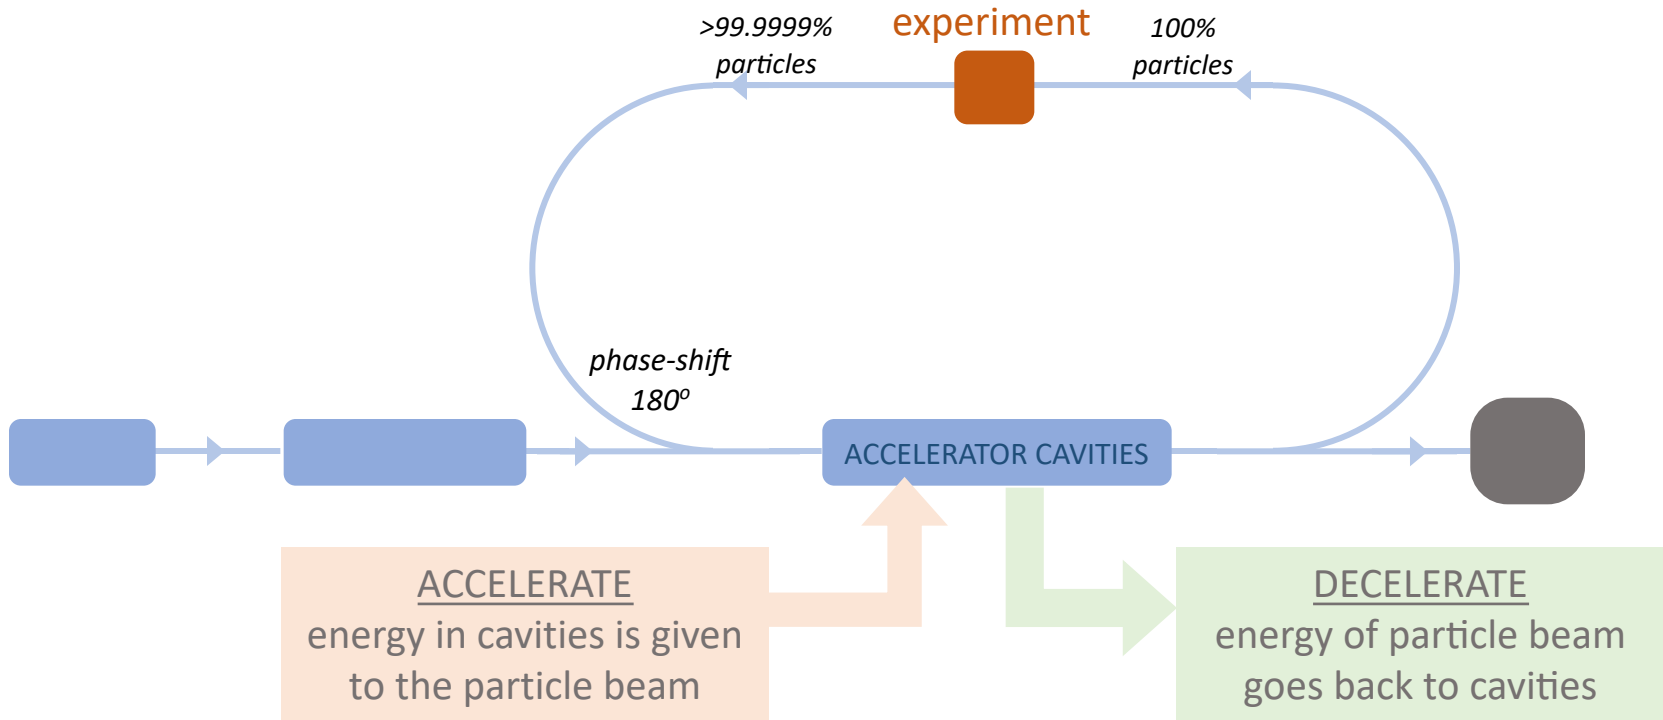 >99.9999%
particles
experiment
100%
particles
phase-shift
180º
ACCELERATOR CAVITIES
ACCELERATE
energy in cavities is given
to the particle beam
DECELERATE
energy of particle beam
goes back to cavities